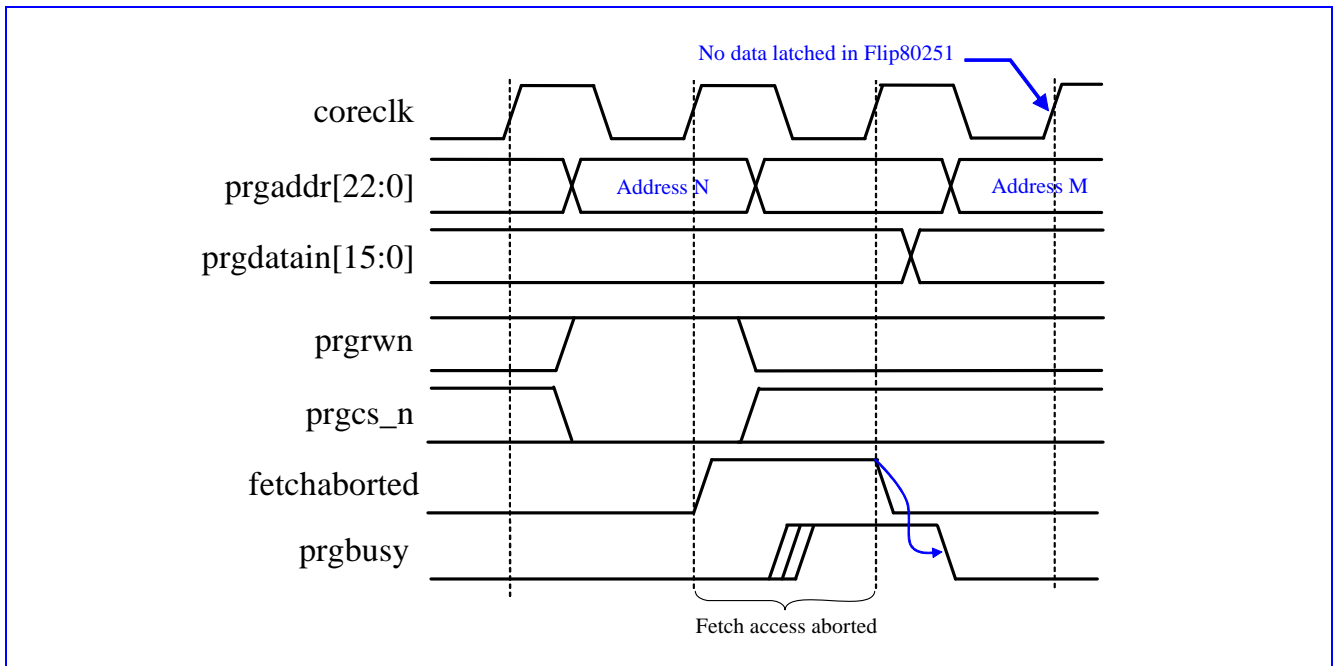 No data latched in Flip80251
coreclk
prgaddr[22:0]
Address N
Address M
prgdatain[15:0]
prgrwn
prgcs_n
fetchaborted
prgbusy
Fetch access aborted